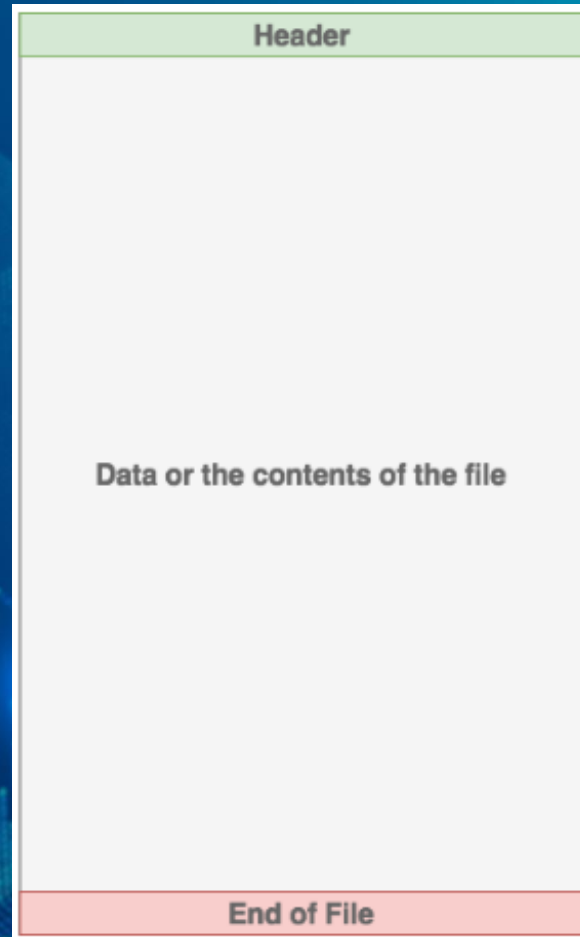 Header
Data or the contents of the file
End of File